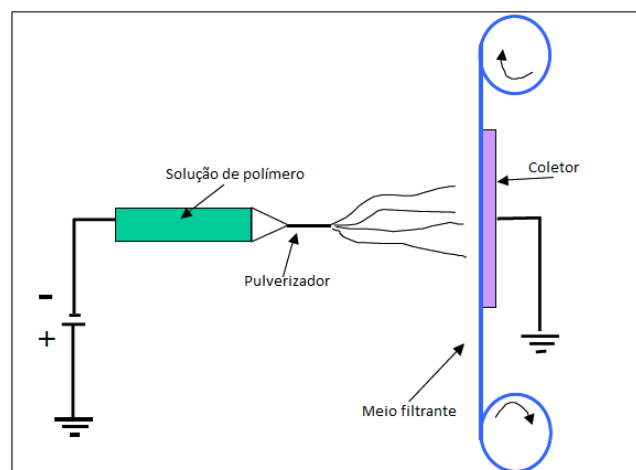 Coletor
Solução de polímero
Pulverizador
-
+
Meio filtrante